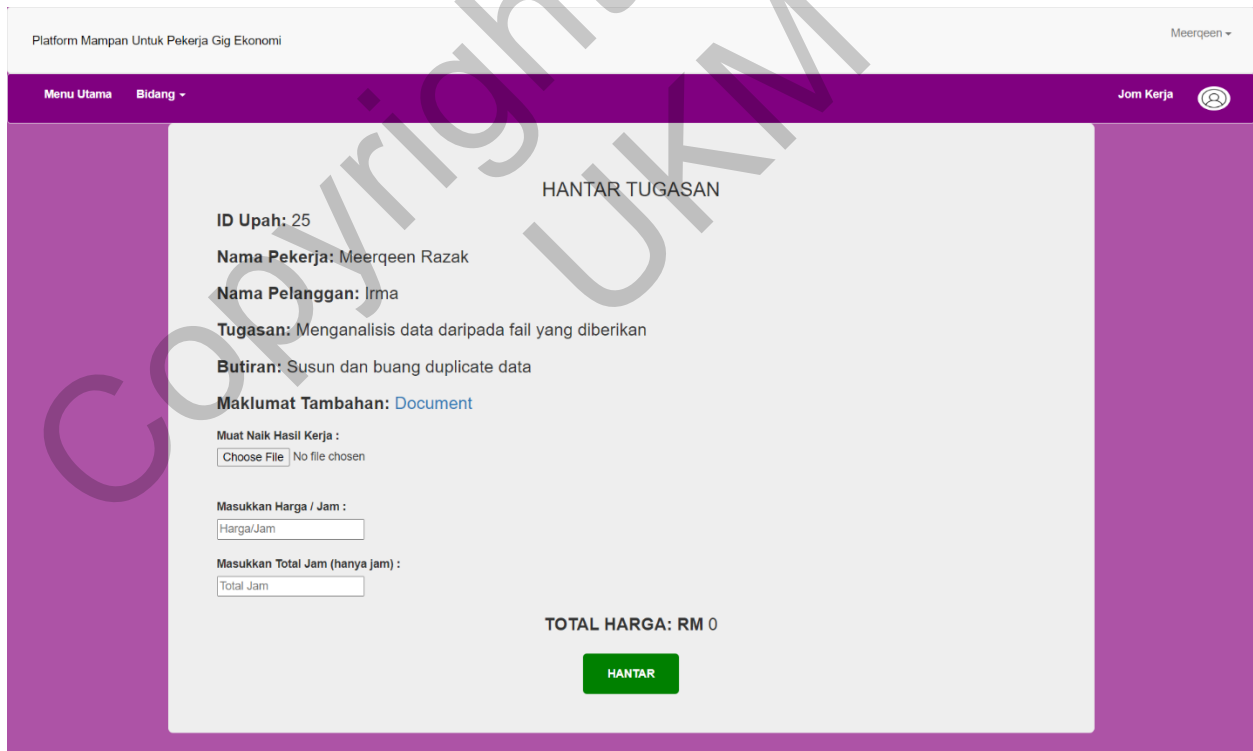 Platform Mampan Untuk Pekerja Gig Ekonomi
Meerqeen
Menu Utama Bidang
Jom Kerja
HANTAR TUGASAN
ID Upah: 25
Nama Pekerja: Meerqeen Razak
Nama Pelanggan: Irma
Tugasan: Menganalisis data daripada fail yang diberikan
Butiran: Susun dan buang duplicate data
Maklumat Tambahan: Document
Muat Naik Hasil Kerja :
Choose File No file chosen
Masukkan Harga / Jam :
Harga/Jam
Masukkan Total Jam (hanya jam) :
Total Jam
TOTAL HARGA: RM 0
HANTAR
Copyright
UKM